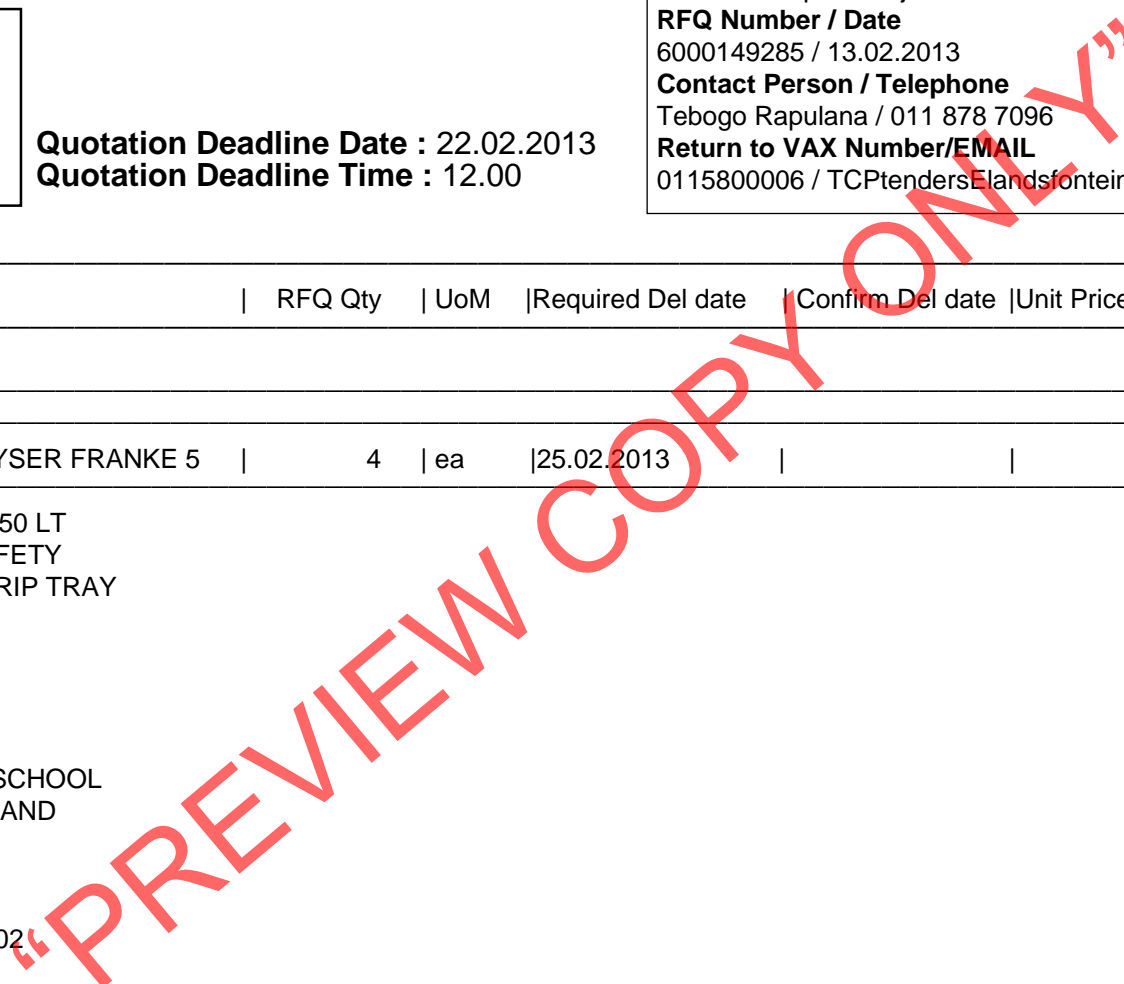 RFQ Number / Date
6000149285 / 13.02.2013
Contact Person / Telephone
Tebogo Rapulana / 011 878 7096
Return to VAX Number/EMAIL
0115800006 / TCPtendersElandsfontein
Quotation Deadline Date : 22.02.2013
Quotation Deadline Time : 12.00
| RFQ Qty | UoM |Required Del date | Confirm Del date |Unit Price
YSER FRANKE 5 | 4 | ea |25.02.2013 | |
50 LT
FETY
RIP TRAY
SCHOOL
AND
02
“PREVIEW COPY ONLY”